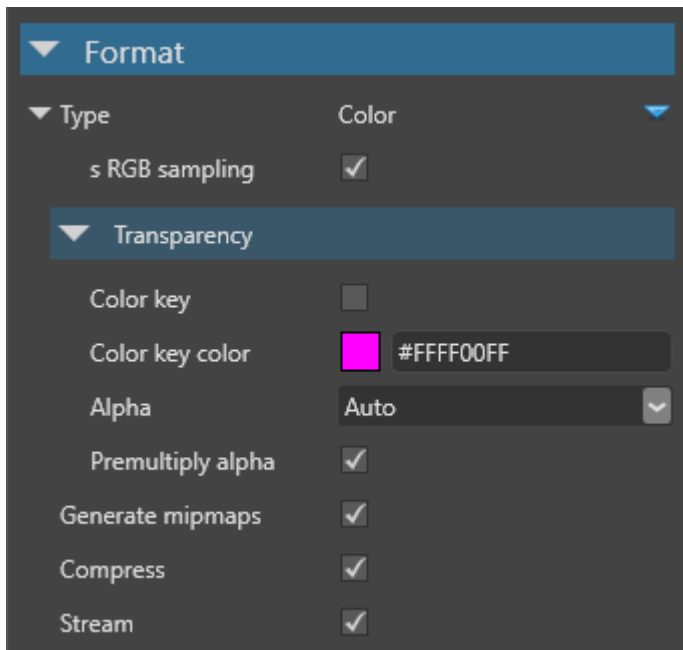 Format
Type Color
s RGB sampling
Transparency
Color key
Color key color #FFFF00FF
Alpha Auto
Premultiply alpha
Generate mipmaps
Compress
Stream